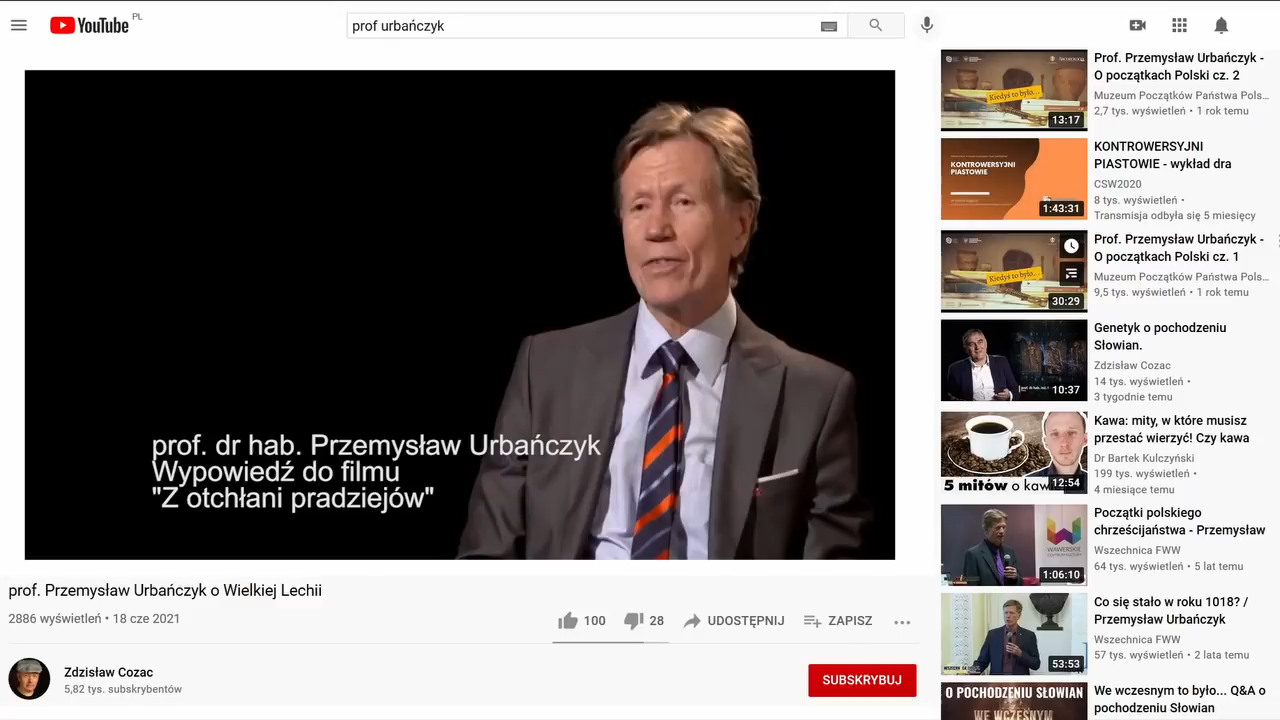 YouTube PL
prof urbańczyk
prof. dr hab. Przemysław Urbańczyk
Wypowiedź do filmu
"Z otchłani pradziejów"
prof. Przemysław Urbańczyk o Wielkiej Lechii
2886 wyświetleń • 18 cze 2021
100
28
UDOSTĘPNIJ
ZAPISZ
Zdzisław Cozac
5,82 tys. subskrybentów
SUBSKRYBUJ
Kiedyś to było...
13:17
Prof. Przemysław Urbańczyk -
O początkach Polski cz. 2
Muzeum Początków Państwa Pols...
2,7 tys. wyświetleń • 1 rok temu
KONTROWERSYJNI
PIASTOWIE
1:43:31
KONTROWERSYJNI
PIASTOWIE - wykład dra
CSW2020
8 tys. wyświetleń •
Transmisja odbyła się 5 miesięcy
Kiedyś to było...
30:29
Prof. Przemysław Urbańczyk -
O początkach Polski cz. 1
Muzeum Początków Państwa Pols...
9,5 tys. wyświetleń • 1 rok temu
10:37
Genetyk o pochodzeniu
Słowian.
Zdzisław Cozac
14 tys. wyświetleń •
3 tygodnie temu
5 mitów o kawie
12:54
Kawa: mity, w które musisz
przestać wierzyć! Czy kawa
Dr Bartek Kulczyński
199 tys. wyświetleń •
4 miesiące temu
WAWERSKIE
1:06:10
Początki polskiego
chrześcijaństwa - Przemysław
Wszechnica FWW
64 tys. wyświetleń • 5 lat temu
53:53
Co się stało w roku 1018? /
Przemysław Urbańczyk
Wszechnica FWW
57 tys. wyświetleń • 2 lata temu
O POCHODZENIU SŁOWIAN
WE WCZESNYM
We wczesnym to było... Q&A o
pochodzeniu Słowian